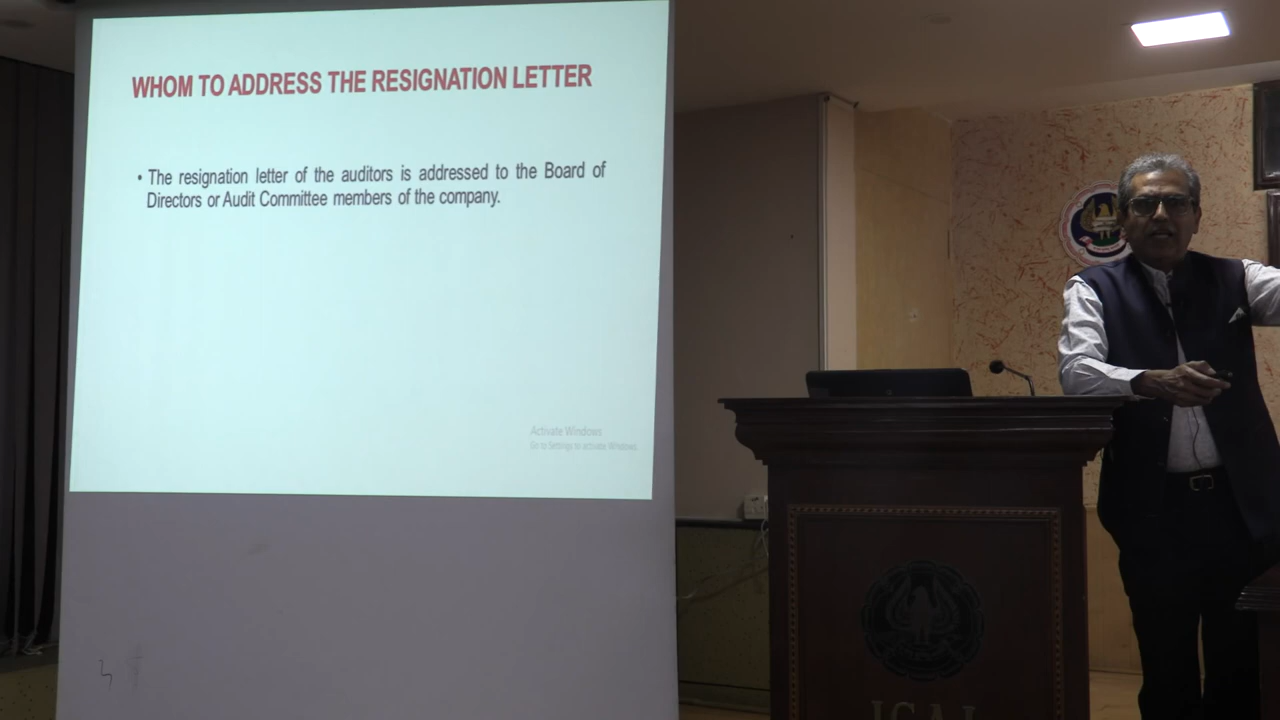 WHOM TO ADDRESS THE RESIGNATION LETTER
• The resignation letter of the auditors is addressed to the Board of
Directors or Audit Committee members of the company.
Activate Windows
Go to Settings to activate Windows.
ICAI